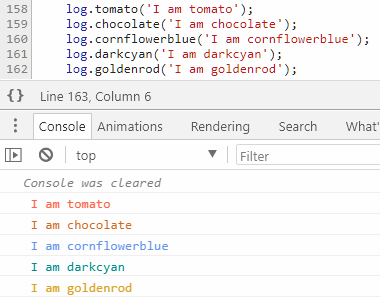 158 log.tomato('I am tomato');
159 log.chocolate('I am chocolate');
160 log.cornflowerblue('I am cornflowerblue');
161 log.darkcyan('I am darkcyan');
162 log.goldenrod('I am goldenrod');
{} Line 163, Column 6
Console Animations Rendering Search What'
top Filter
Console was cleared
I am tomato
I am chocolate
I am cornflowerblue
I am darkcyan
I am goldenrod